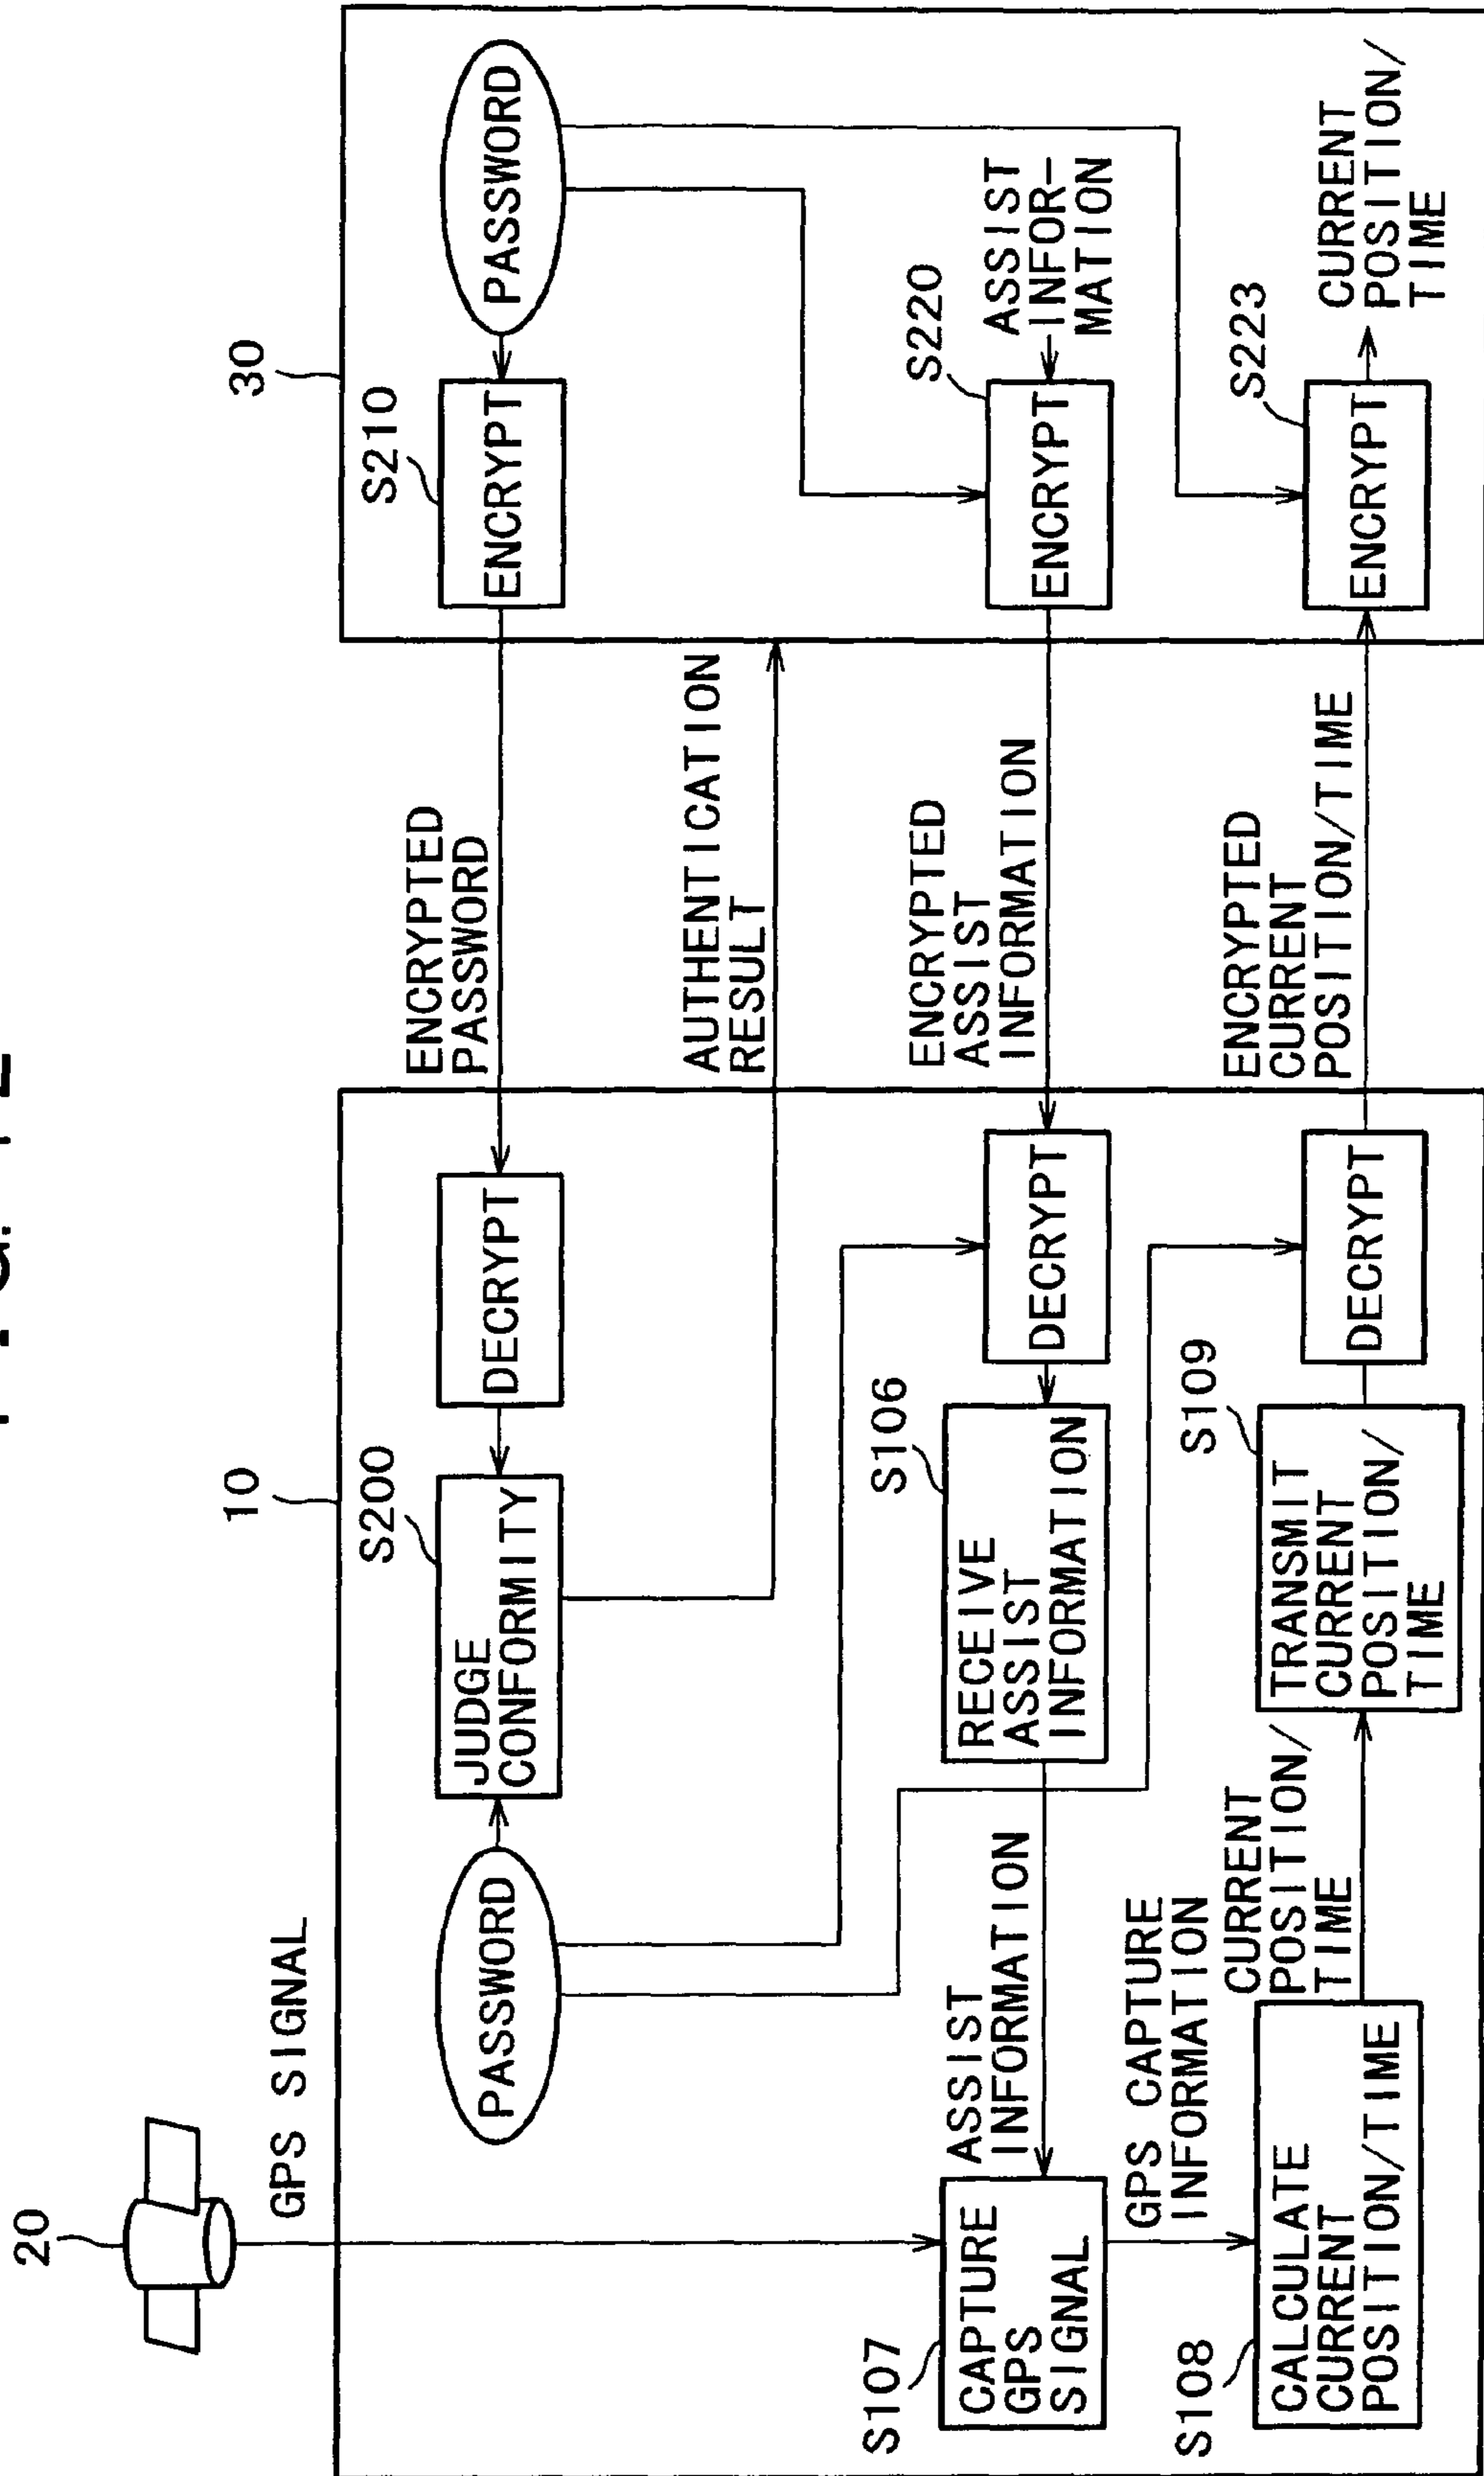 20
GPS SIGNAL
10
30
PASSWORD
S200
JUDGE
CONFORMITY
DECRYPT
ENCRYPTED
PASSWORD
S210
ENCRYPT
PASSWORD
AUTHENTICATION
RESULT
S107
CAPTURE
GPS
SIGNAL
ASSIST
INFORMATION
S106
RECEIVE
ASSIST
INFORMATION
DECRYPT
ENCRYPTED
ASSIST
INFORMATION
S220
ENCRYPT
ASSIST
INFOR-
MATION
GPS CAPTURE
INFORMATION
S108
CALCULATE
CURRENT
POSITION/TIME
CURRENT
POSITION/
TIME
S109
TRANSMIT
CURRENT
POSITION/
TIME
DECRYPT
ENCRYPTED
CURRENT
POSITION/TIME
S223
ENCRYPT
CURRENT
POSITION/
TIME